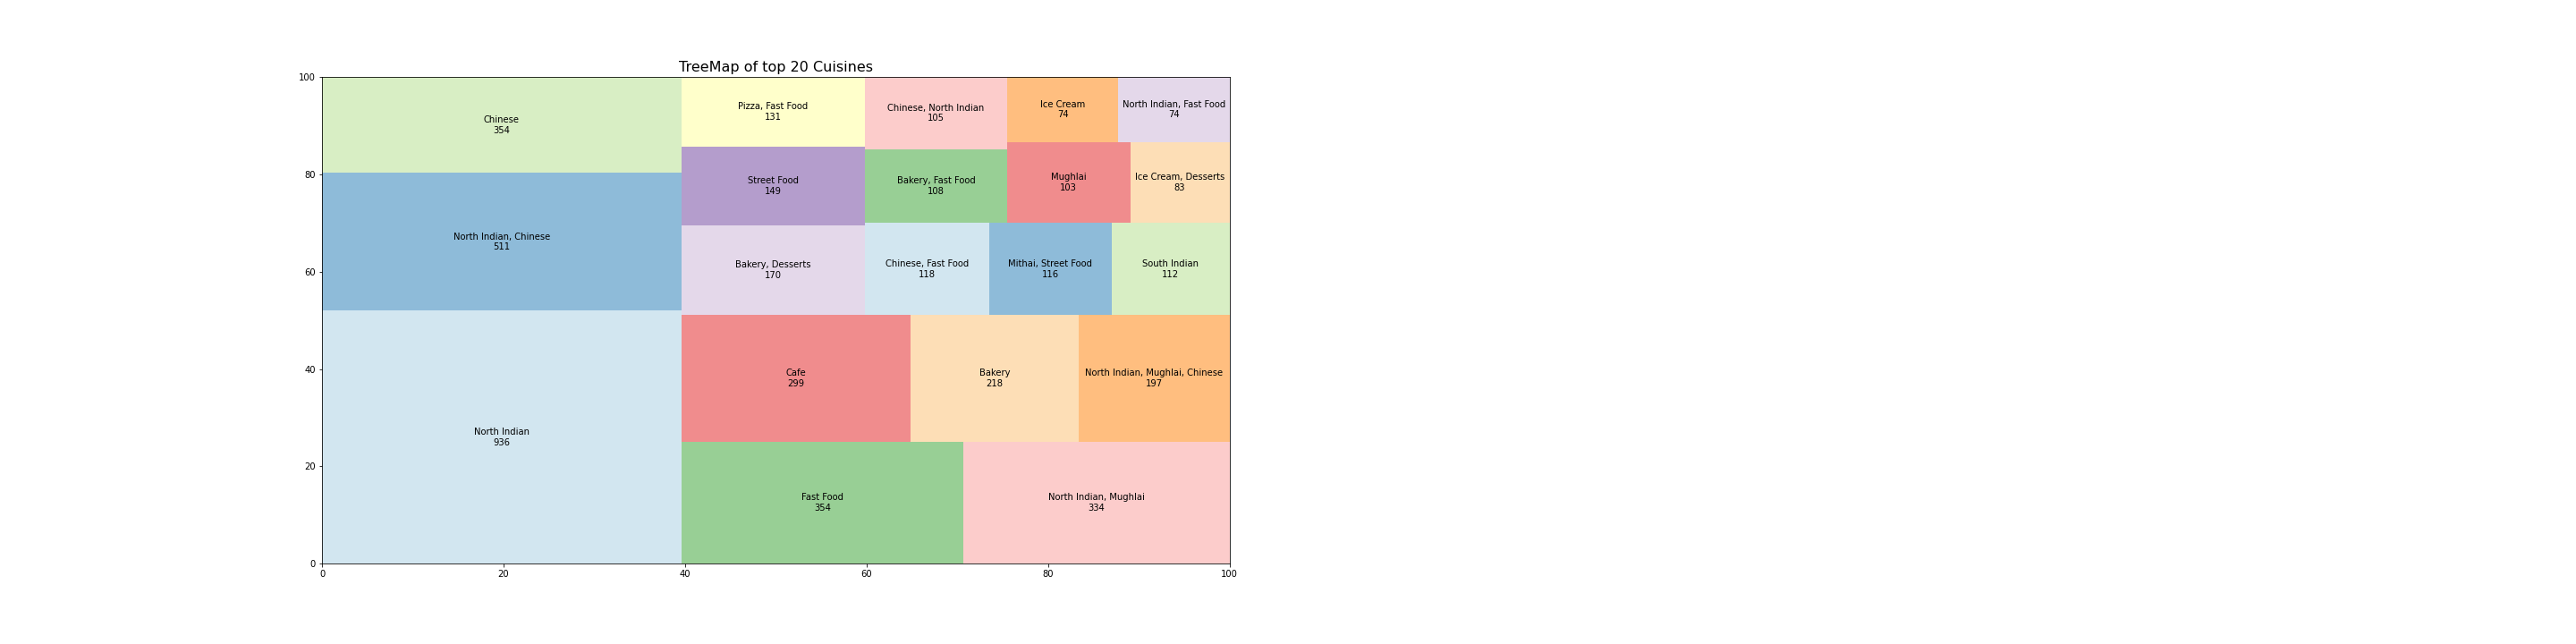 TreeMap of top 20 Cuisines
100
80
60
40
20
0
Chinese
354
Pizza, Fast Food
131
Chinese, North Indian
105
Ice Cream
74
North Indian, Fast Food
74
Street Food
149
Bakery, Fast Food
108
Mughlai
103
Ice Cream, Desserts
83
North Indian, Chinese
511
Bakery, Desserts
170
Chinese, Fast Food
118
Mithai, Street Food
116
South Indian
112
Cafe
299
Bakery
218
North Indian, Mughlai, Chinese
197
North Indian
936
Fast Food
354
North Indian, Mughlai
334
0 20 40 60 80 100